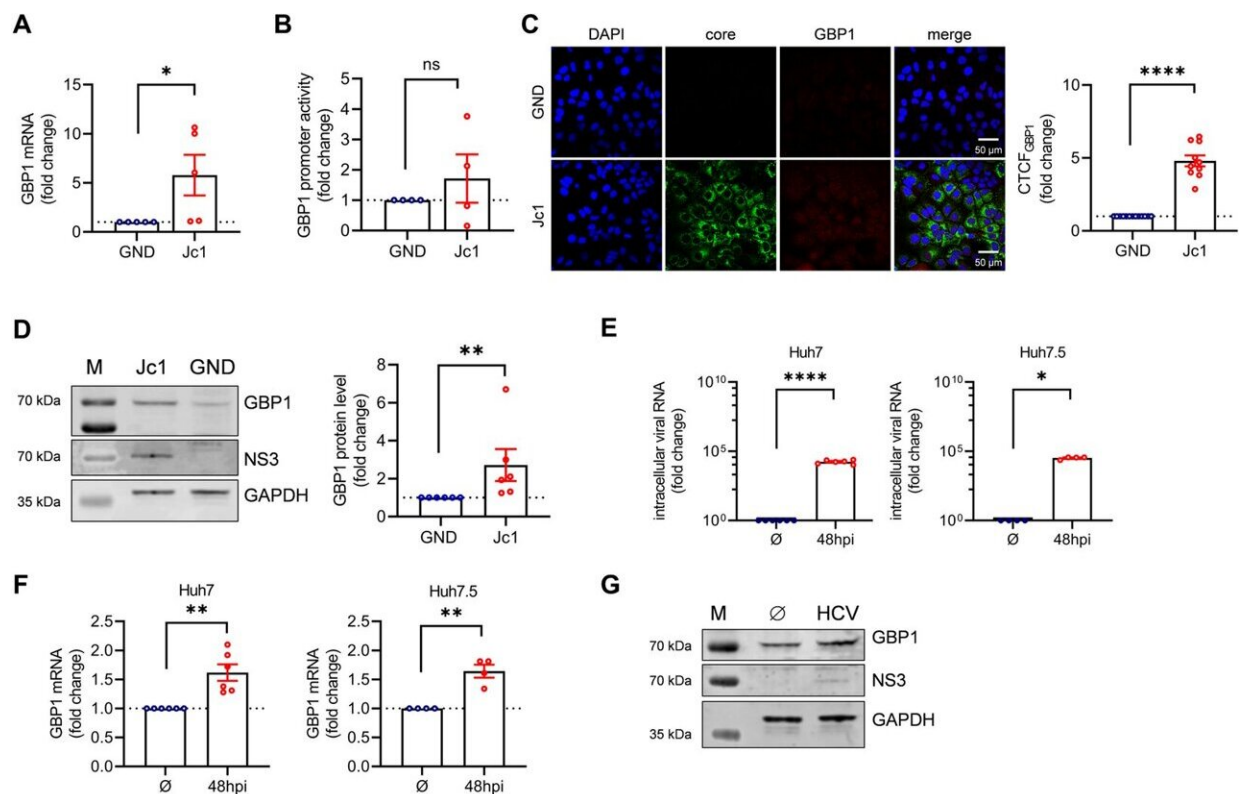 A
*
GBP1 mRNA
(fold change)
15
10
5
0
GND
Jc1
B
ns
GBP1 promoter activity
(fold change)
5
4
3
2
1
0
GND
Jc1
C
DAPI
core
GBP1
merge
GND
50 µm
Jc1
50 µm
****
CTCF GBP1
(fold change)
10
5
0
GND
Jc1
D
M
Jc1
GND
70 kDa
GBP1
70 kDa
NS3
35 kDa
GAPDH
**
GBP1 protein level
(fold change)
8
6
4
2
0
GND
Jc1
E
Huh7
****
intracellular viral RNA
(fold change)
10¹⁰
10⁵
10⁰
Ø
48hpi
Huh7.5
*
intracellular viral RNA
(fold change)
10¹⁰
10⁵
10⁰
Ø
48hpi
F
Huh7
**
GBP1 mRNA
(fold change)
2.5
2.0
1.5
1.0
0.5
0.0
Ø
48hpi
Huh7.5
**
GBP1 mRNA
(fold change)
2.5
2.0
1.5
1.0
0.5
0.0
Ø
48hpi
G
M
∅
HCV
70 kDa
GBP1
70 kDa
NS3
35 kDa
GAPDH